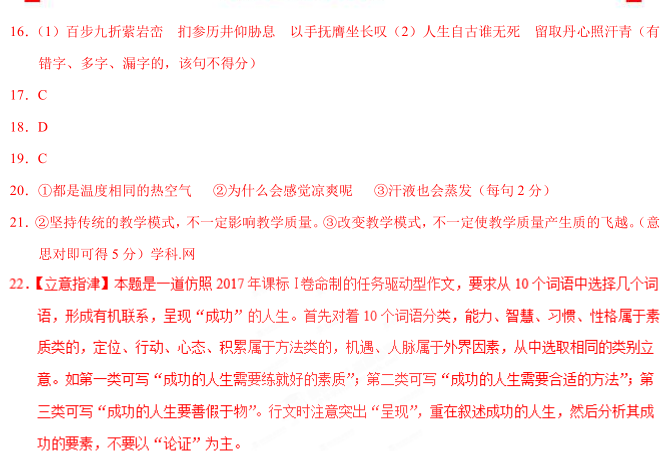 16.（1）百步九折萦岩峦　扪参历井仰胁息　以手抚膺坐长叹（2）人生自古谁无死　留取丹心照汗青（有
错字、多字、漏字的，该句不得分）
17．C
18．D
19．C
20．①都是温度相同的热空气　②为什么会感觉凉爽呢　③汗液也会蒸发（每句 2 分）
21．②坚持传统的教学模式，不一定影响教学质量。③改变教学模式，不一定使教学质量产生质的飞越。（意
思对即可得 5 分）学科.网
22.【立意指津】本题是一道仿照 2017 年课标 I 卷命制的任务驱动型作文，要求从 10 个词语中选择几个词
语，形成有机联系，呈现“成功”的人生。首先对着 10 个词语分类，能力、智慧、习惯、性格属于素
质类的，定位、行动、心态、积累属于方法类的，机遇、人脉属于外界因素，从中选取相同的类别立
意。如第一类可写“成功的人生需要练就好的素质”；第二类可写“成功的人生需要合适的方法”；第
三类可写“成功的人生要善假于物”。行文时注意突出“呈现”，重在叙述成功的人生，然后分析其成
功的要素，不要以“论证”为主。